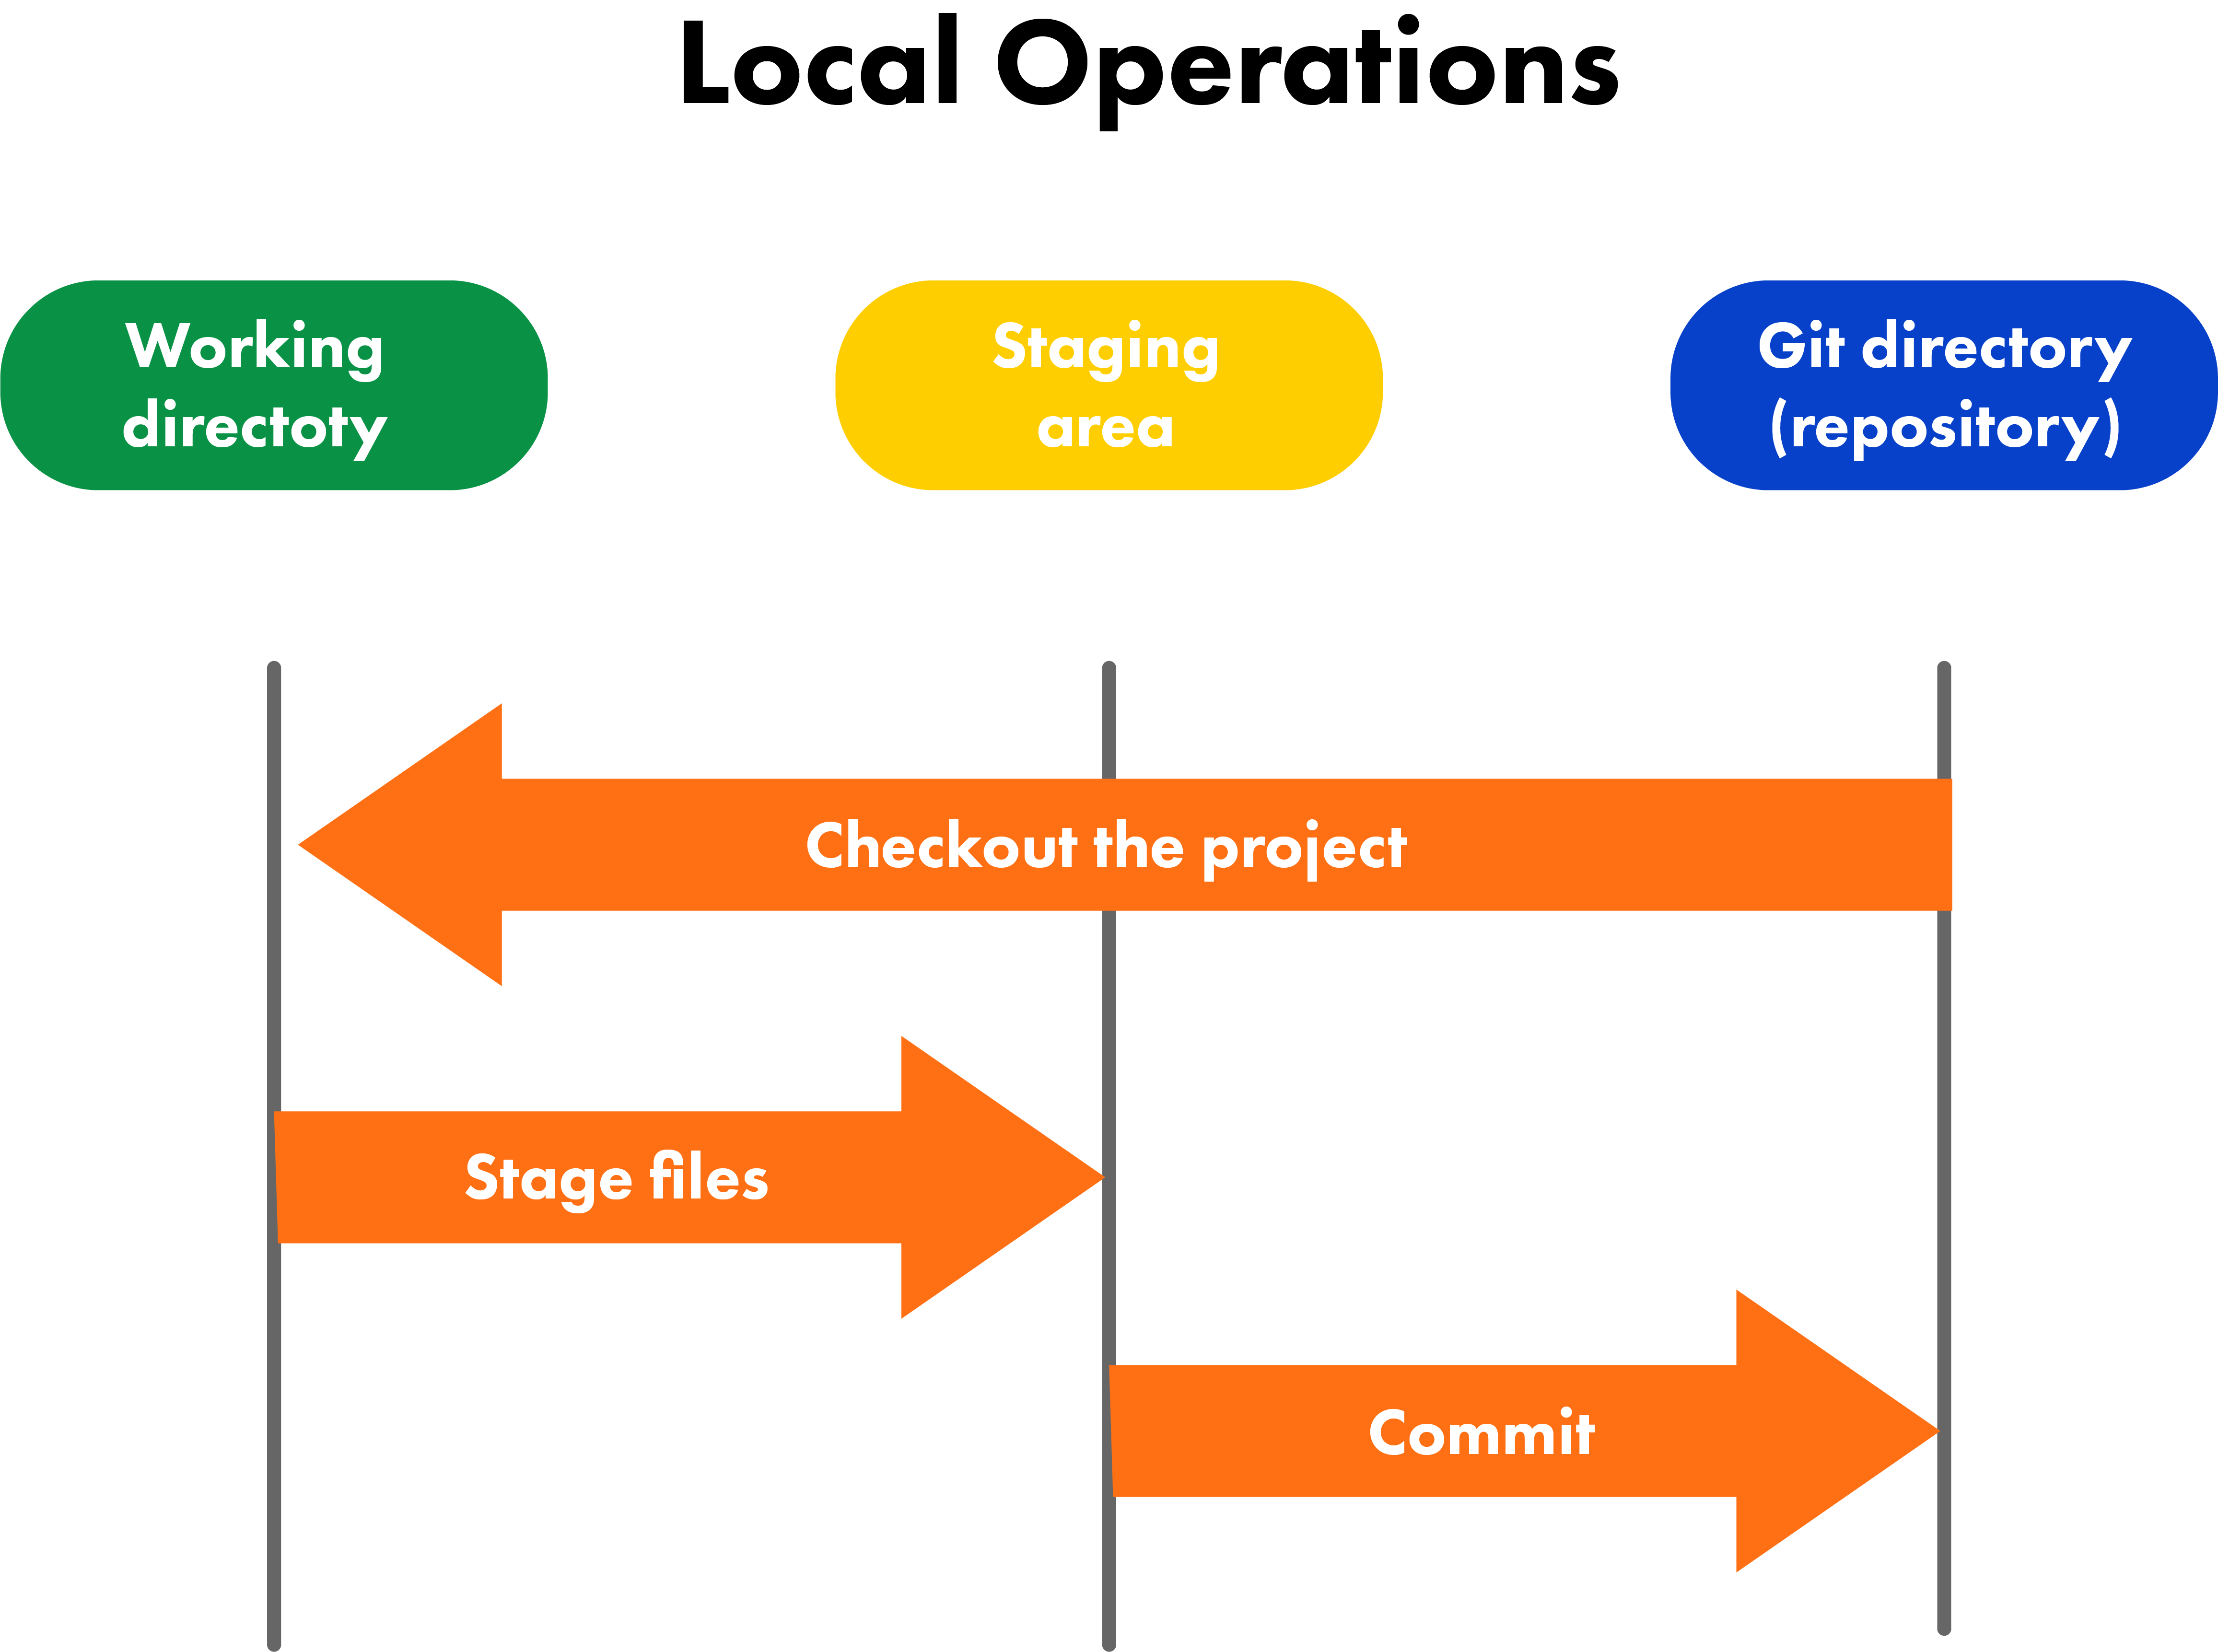 Local Operations
Working
directoty
Staging
area
Git directory
(repository)
Checkout the project
Stage files
Commit